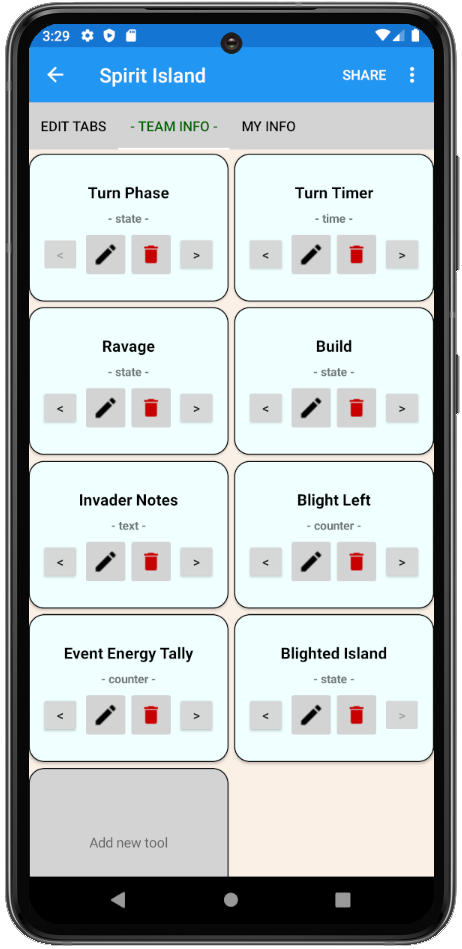 3:29
Spirit Island SHARE
EDIT TABS - TEAM INFO - MY INFO
Turn Phase Turn Timer
- state - - time -
< > < >
Ravage Build
- state - - state -
< > < >
Invader Notes Blight Left
- text - - counter -
< > < >
Event Energy Tally Blighted Island
- counter - - state -
< > < >
Add new tool